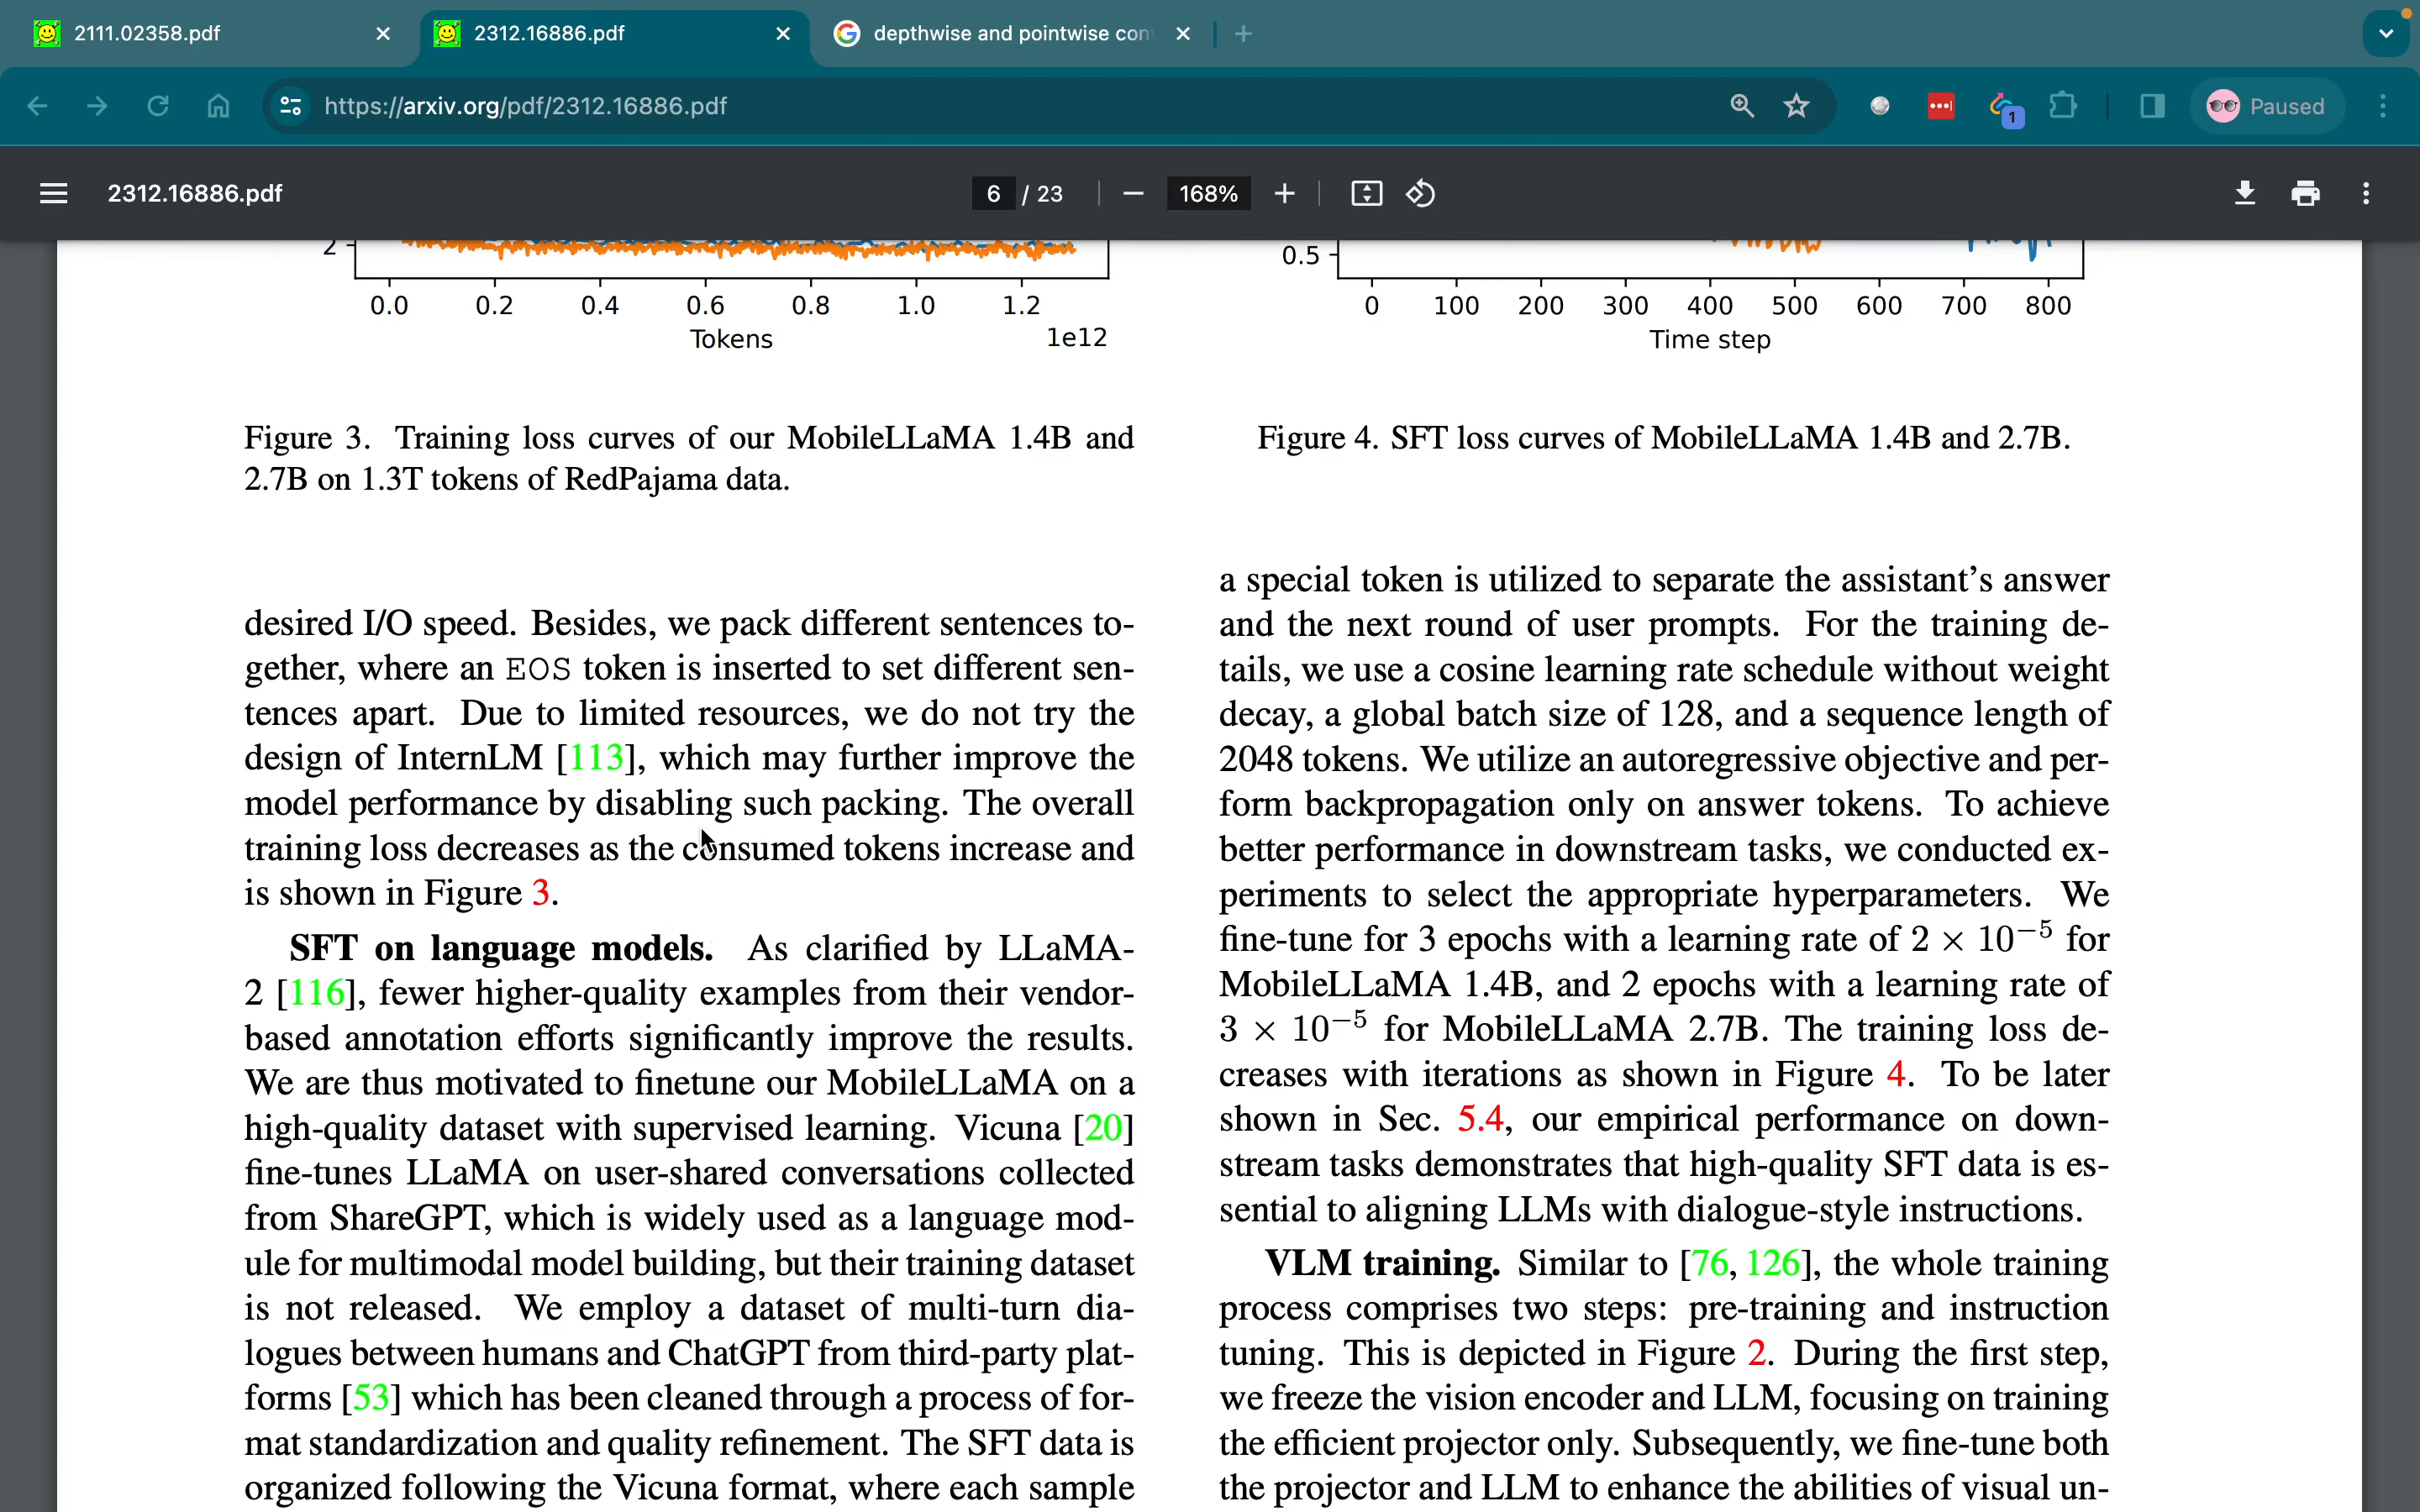 2111.02358.pdf
2312.16886.pdf
depthwise and pointwise con
https://arxiv.org/pdf/2312.16886.pdf
1
Paused
2312.16886.pdf
6 / 23
168%
2
0.0 0.2 0.4 0.6 0.8 1.0 1.2
Tokens
1e12
Figure 3. Training loss curves of our MobileLLaMA 1.4B and
2.7B on 1.3T tokens of RedPajama data.
desired I/O speed. Besides, we pack different sentences to-
gether, where an EOS token is inserted to set different sen-
tences apart. Due to limited resources, we do not try the
design of InternLM [113], which may further improve the
model performance by disabling such packing. The overall
training loss decreases as the consumed tokens increase and
is shown in Figure 3.
SFT on language models. As clarified by LLaMA-
2 [116], fewer higher-quality examples from their vendor-
based annotation efforts significantly improve the results.
We are thus motivated to finetune our MobileLLaMA on a
high-quality dataset with supervised learning. Vicuna [20]
fine-tunes LLaMA on user-shared conversations collected
from ShareGPT, which is widely used as a language mod-
ule for multimodal model building, but their training dataset
is not released. We employ a dataset of multi-turn dia-
logues between humans and ChatGPT from third-party plat-
forms [53] which has been cleaned through a process of for-
mat standardization and quality refinement. The SFT data is
organized following the Vicuna format, where each sample
0.5
0 100 200 300 400 500 600 700 800
Time step
Figure 4. SFT loss curves of MobileLLaMA 1.4B and 2.7B.
a special token is utilized to separate the assistant's answer
and the next round of user prompts. For the training de-
tails, we use a cosine learning rate schedule without weight
decay, a global batch size of 128, and a sequence length of
2048 tokens. We utilize an autoregressive objective and per-
form backpropagation only on answer tokens. To achieve
better performance in downstream tasks, we conducted ex-
periments to select the appropriate hyperparameters. We
fine-tune for 3 epochs with a learning rate of 2 × 10⁻⁵ for
MobileLLaMA 1.4B, and 2 epochs with a learning rate of
3 × 10⁻⁵ for MobileLLaMA 2.7B. The training loss de-
creases with iterations as shown in Figure 4. To be later
shown in Sec. 5.4, our empirical performance on down-
stream tasks demonstrates that high-quality SFT data is es-
sential to aligning LLMs with dialogue-style instructions.
VLM training. Similar to [76, 126], the whole training
process comprises two steps: pre-training and instruction
tuning. This is depicted in Figure 2. During the first step,
we freeze the vision encoder and LLM, focusing on training
the efficient projector only. Subsequently, we fine-tune both
the projector and LLM to enhance the abilities of visual un-